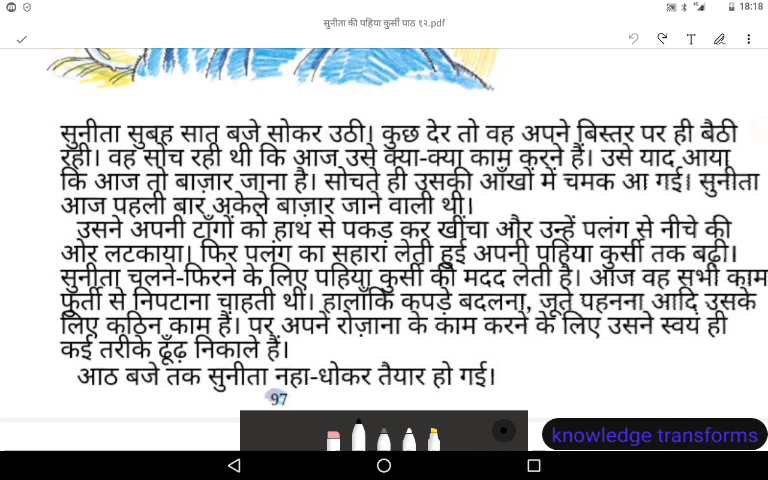 18:18
सुनीता की पहिया कुर्सी पाठ १२.pdf
सुनीता सुबह सात बजे सोकर उठी। कुछ देर तो वह अपने बिस्तर पर ही बैठी
रही। वह सोच रही थी कि आज उसे क्या-क्या काम करने हैं। उसे याद आया
कि आज तो बाज़ार जाना है। सोचते ही उसकी आँखों में चमक आ गई। सुनीता
आज पहली बार अकेले बाज़ार जाने वाली थी।
उसने अपनी टाँगों को हाथ से पकड़ कर खींचा और उन्हें पलंग से नीचे की
ओर लटकाया। फिर पलंग का सहारा लेती हुई अपनी पहिया कुर्सी तक बढ़ी।
सुनीता चलने-फिरने के लिए पहिया कुर्सी की मदद लेती है। आज वह सभी काम
फुर्ती से निपटाना चाहती थी। हालाँकि कपड़े बदलना, जूते पहनना आदि उसके
लिए कठिन काम हैं। पर अपने रोज़ाना के काम करने के लिए उसने स्वयं ही
कई तरीके ढूँढ़ निकाले हैं।
आठ बजे तक सुनीता नहा-धोकर तैयार हो गई।
97
knowledge transforms